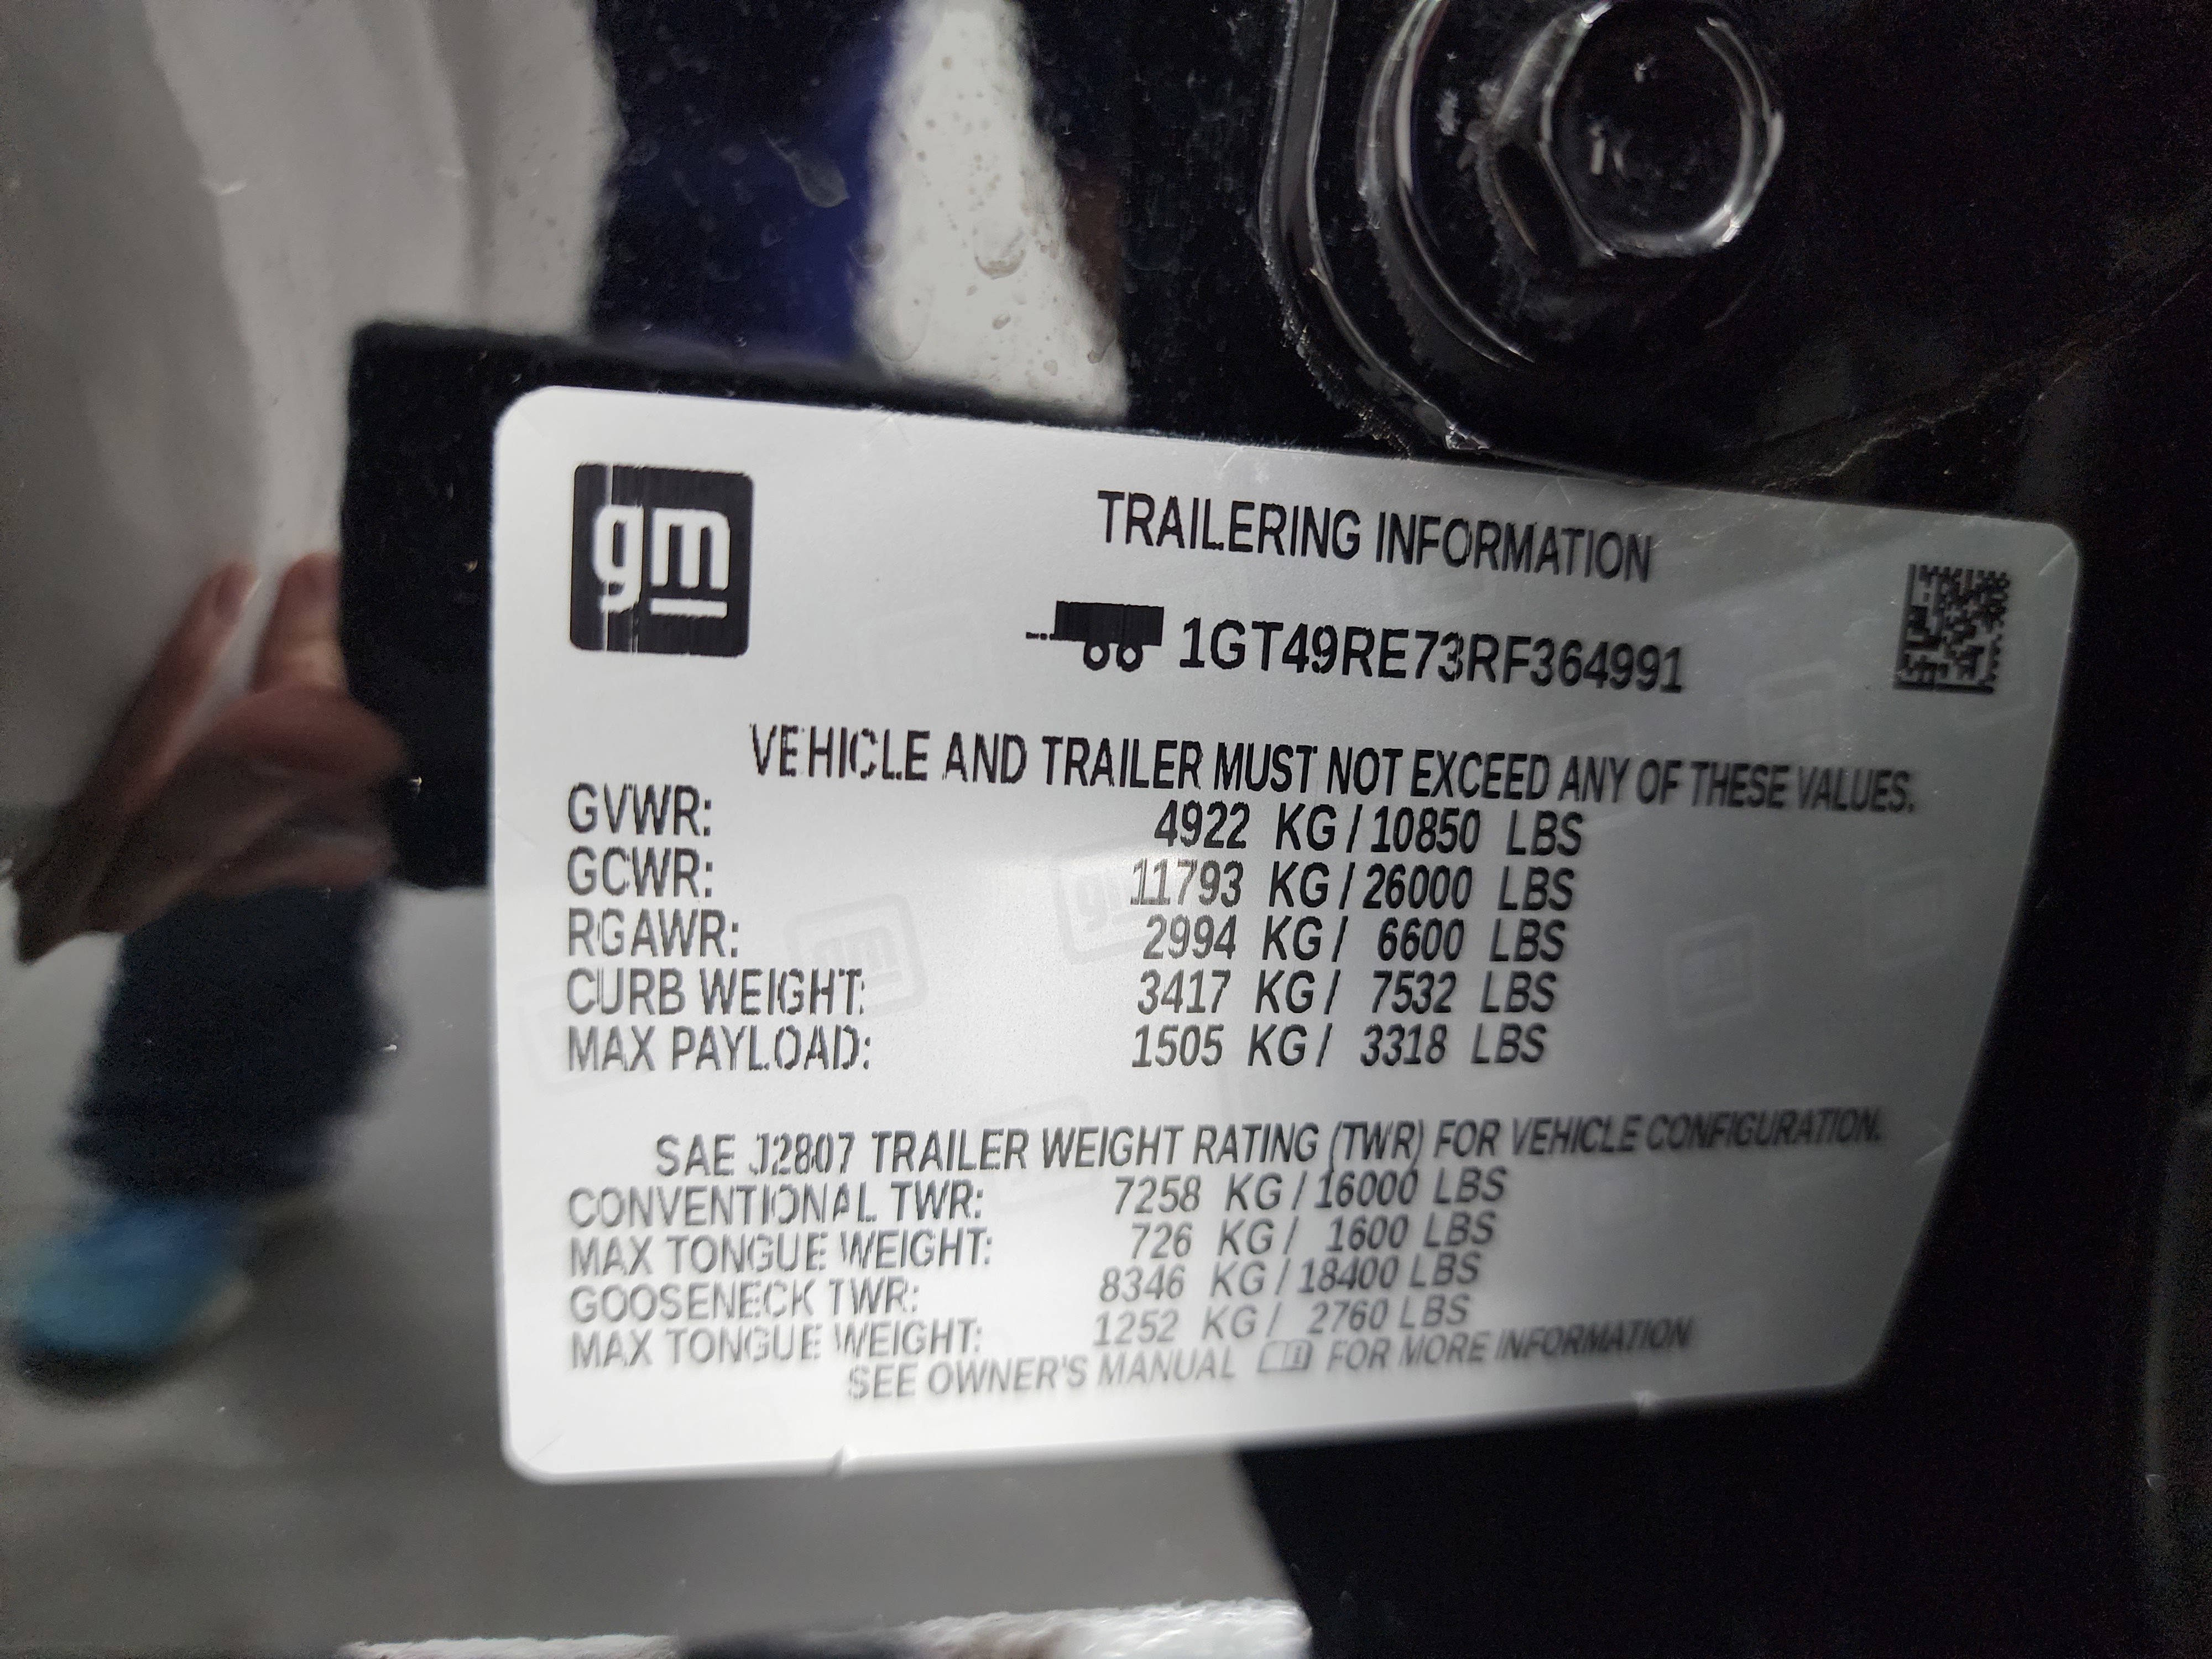 gm
TRAILERING INFORMATION
1GT49RE73RF364991
VEHICLE AND TRAILER MUST NOT EXCEED ANY OF THESE VALUES.
GVWR: 4922 KG / 10850 LBS
GCWR: 11793 KG / 26000 LBS
RGAWR: 2994 KG / 6600 LBS
CURB WEIGHT: 3417 KG / 7532 LBS
MAX PAYLOAD: 1505 KG / 3318 LBS
SAE J2807 TRAILER WEIGHT RATING (TWR) FOR VEHICLE CONFIGURATION.
CONVENTIONAL TWR: 7258 KG / 16000 LBS
MAX TONGUE WEIGHT: 726 KG / 1600 LBS
GOOSENECK TWR: 8346 KG / 18400 LBS
MAX TONGUE WEIGHT: 1252 KG / 2760 LBS
SEE OWNER'S MANUAL FOR MORE INFORMATION